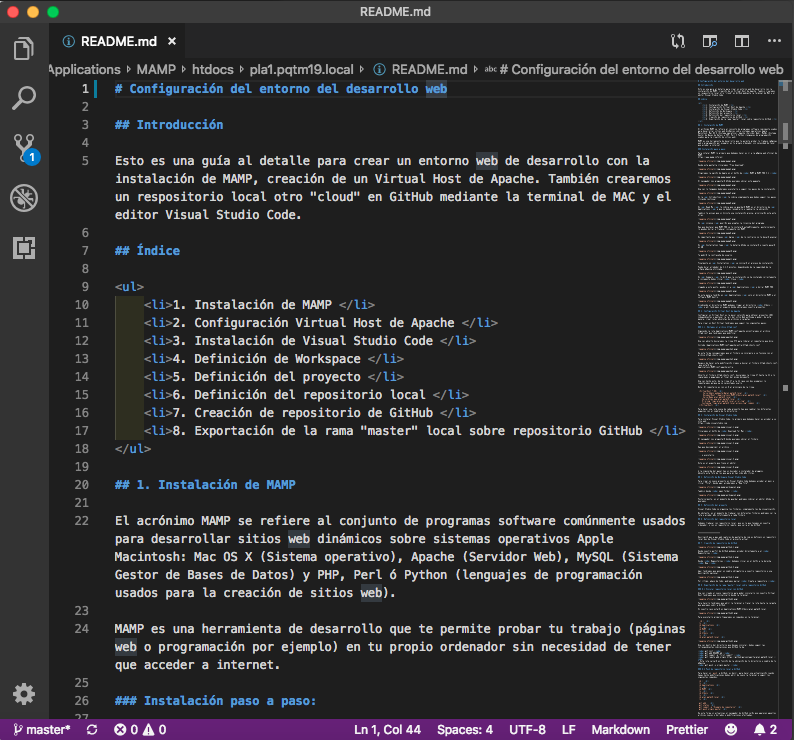 README.md
README.md ×
Applications › MAMP › htdocs › pla1.pqtm19.local › README.md › abc # Configuración del entorno del desarrollo web
1 # Configuración del entorno del desarrollo web
2
3 ## Introducción
4
5 Esto es una guía al detalle para crear un entorno web de desarrollo con la
instalación de MAMP, creación de un Virtual Host de Apache. También crearemos
un respositorio local otro "cloud" en GitHub mediante la terminal de MAC y el
editor Visual Studio Code.
6
7 ## Índice
8
9 <ul>
10 <li>1. Instalación de MAMP </li>
11 <li>2. Configuración Virtual Host de Apache </li>
12 <li>3. Instalación de Visual Studio Code </li>
13 <li>4. Definición de Workspace </li>
14 <li>5. Definición del proyecto </li>
15 <li>6. Definición del repositorio local </li>
16 <li>7. Creación de repositorio de GitHub </li>
17 <li>8. Exportación de la rama "master" local sobre repositorio GitHub </li>
18 </ul>
19
20 ## 1. Instalación de MAMP
21
22 El acrónimo MAMP se refiere al conjunto de programas software comúnmente usados
para desarrollar sitios web dinámicos sobre sistemas operativos Apple
Macintosh: Mac OS X (Sistema operativo), Apache (Servidor Web), MySQL (Sistema
Gestor de Bases de Datos) y PHP, Perl ó Python (lenguajes de programación
usados para la creación de sitios web).
23
24 MAMP es una herramienta de desarrollo que te permite probar tu trabajo (páginas
web o programación por ejemplo) en tu propio ordenador sin necesidad de tener
que acceder a internet.
25
26 ### Instalación paso a paso:
27
1
master* 0 0 Ln 1, Col 44 Spaces: 4 UTF-8 LF Markdown Prettier 2